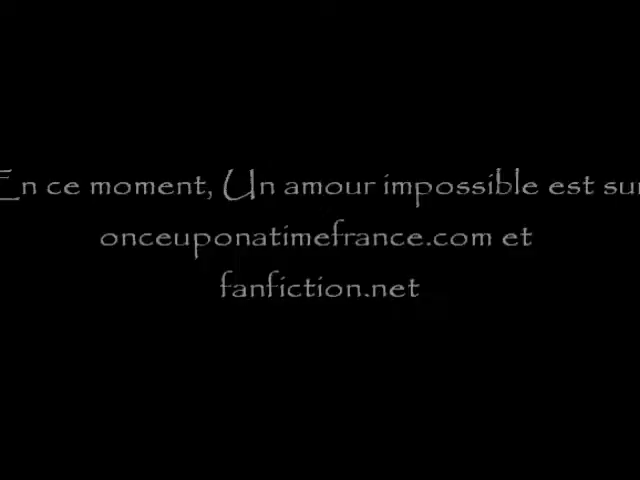 En ce moment, Un amour impossible est sur
onceuponatimefrance.com et
fanfiction.net